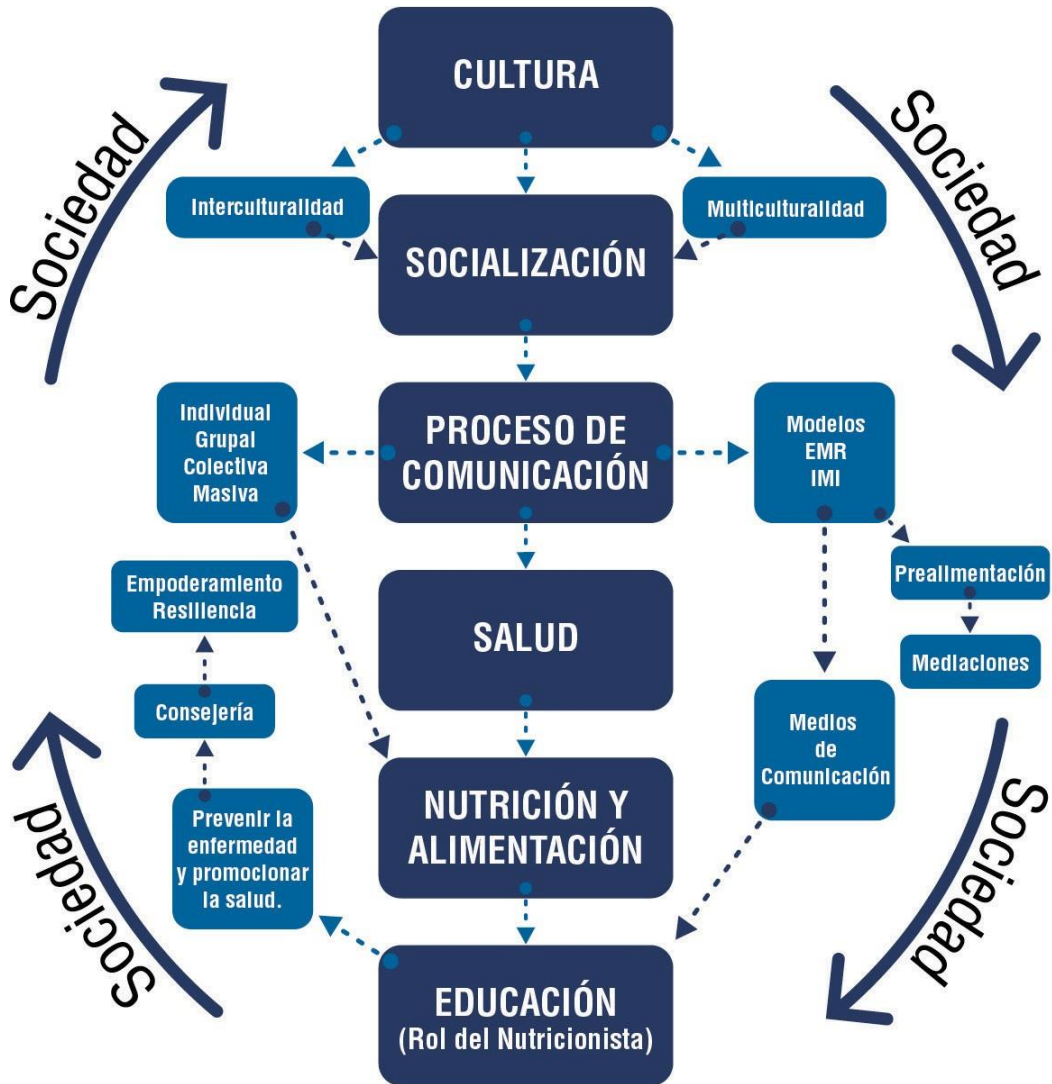 CULTURA
Sociedad
Sociedad
Interculturalidad
Multiculturalidad
SOCIALIZACIÓN
Individual
Grupal
Colectiva
Masiva
PROCESO DE
COMUNICACIÓN
Modelos
EMR
IMI
Prealimentación
Mediaciones
Empoderamiento
Resiliencia
SALUD
Consejería
Medios
de
Comunicación
NUTRICIÓN Y
ALIMENTACIÓN
Prevenir la
enfermedad
y promocionar
la salud.
Sociedad
Sociedad
EDUCACIÓN
(Rol del Nutricionista)